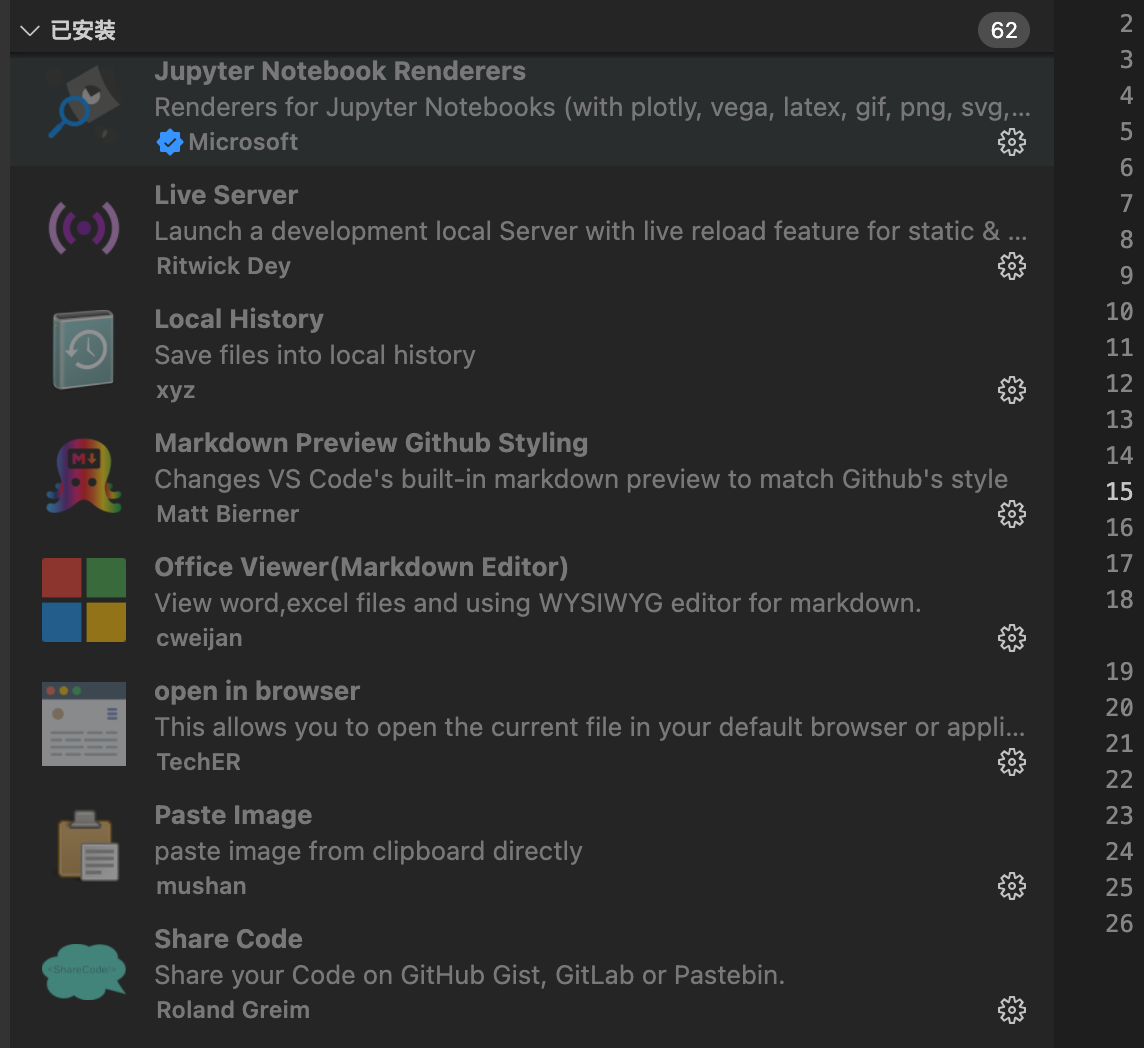 已安装
62
Jupyter Notebook Renderers
Renderers for Jupyter Notebooks (with plotly, vega, latex, gif, png, svg,...
Microsoft
Live Server
Launch a development local Server with live reload feature for static & ...
Ritwick Dey
Local History
Save files into local history
xyz
M
Markdown Preview Github Styling
Changes VS Code's built-in markdown preview to match Github's style
Matt Bierner
Office Viewer(Markdown Editor)
View word,excel files and using WYSIWYG editor for markdown.
cweijan
open in browser
This allows you to open the current file in your default browser or appli...
TechER
Paste Image
paste image from clipboard directly
mushan
Share Code
<ShareCode/>
Share your Code on GitHub Gist, GitLab or Pastebin.
Roland Greim
2
3
4
5
6
7
8
9
10
11
12
13
14
15
16
17
18
19
20
21
22
23
24
25
26